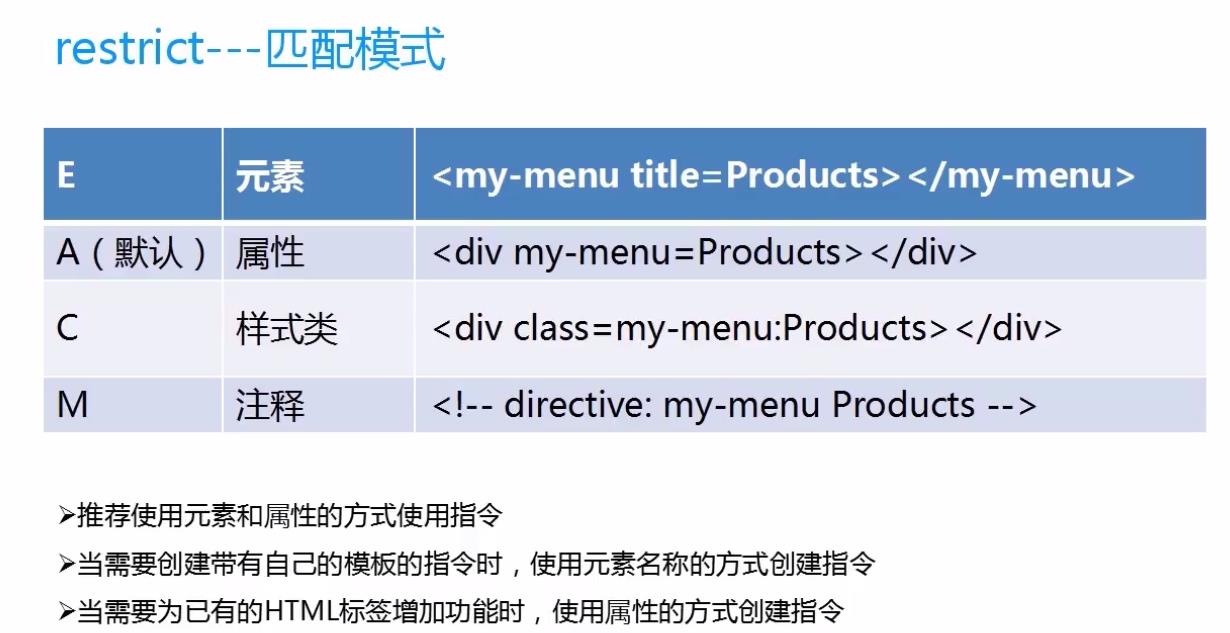 restrict---匹配模式
E 元素 <my-menu title=Products></my-menu>
A（默认） 属性 <div my-menu=Products></div>
C 样式类 <div class=my-menu:Products></div>
M 注释 <!-- directive: my-menu Products -->
➢推荐使用元素和属性的方式使用指令
➢当需要创建带有自己的模板的指令时，使用元素名称的方式创建指令
➢当需要为已有的HTML标签增加功能时，使用属性的方式创建指令